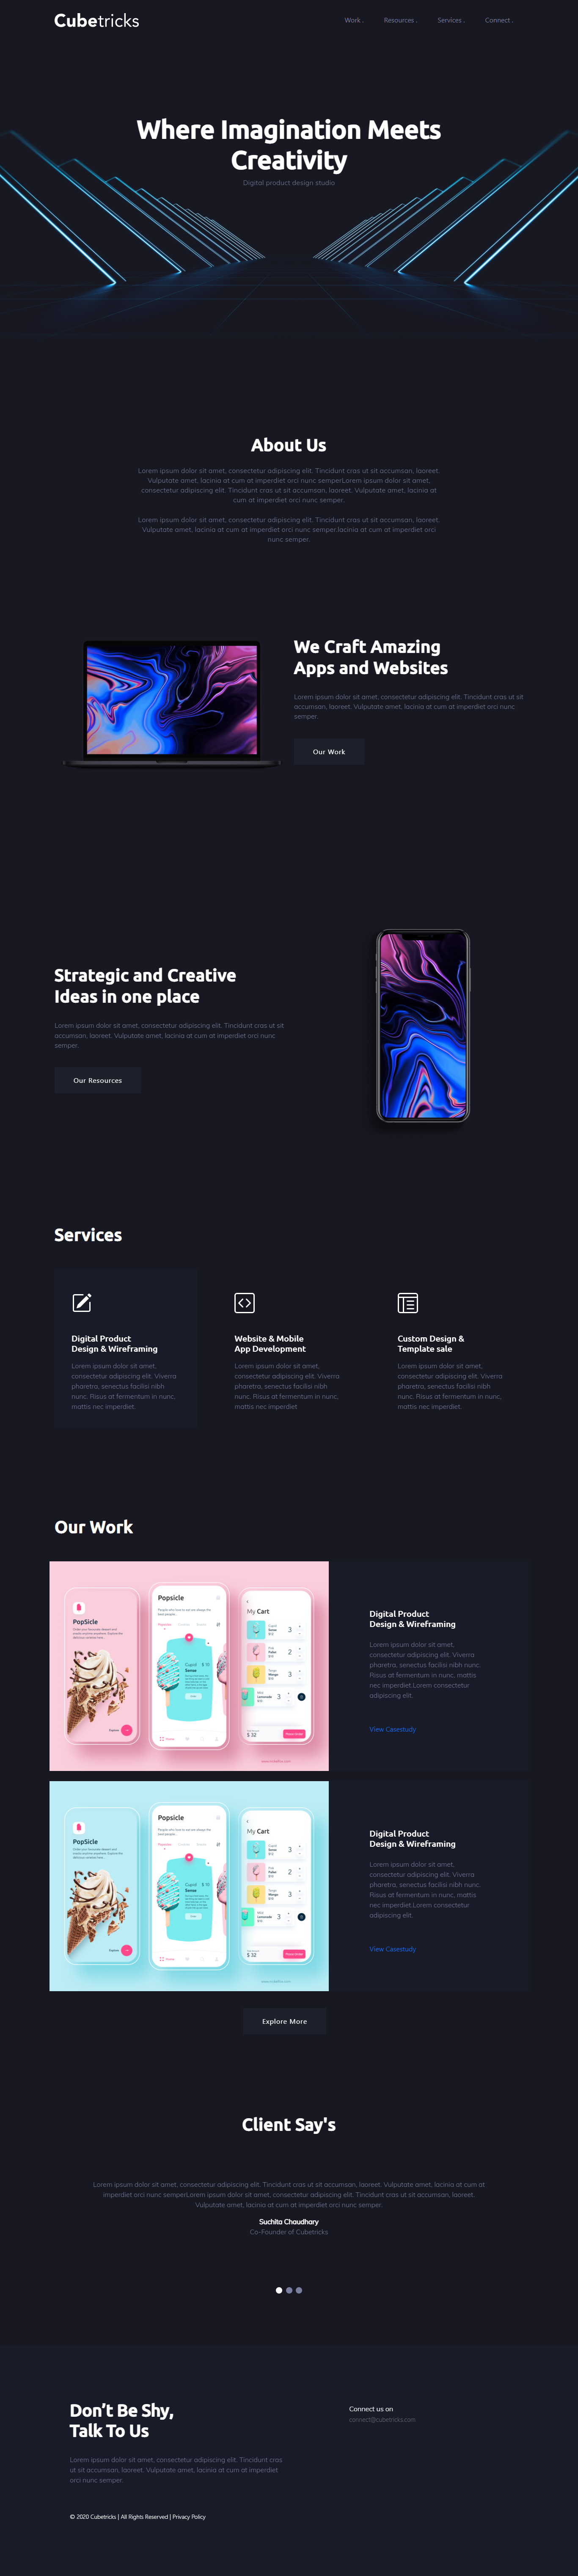 Cubetricks
Work .
Resources .
Services .
Connect .
Where Imagination Meets
Creativity
Digital product design studio
About Us
Lorem ipsum dolor sit amet, consectetur adipiscing elit. Tincidunt cras ut sit accumsan, laoreet.
Vulputate amet, lacinia at cum at imperdiet orci nunc semperLorem ipsum dolor sit amet,
consectetur adipiscing elit. Tincidunt cras ut sit accumsan, laoreet. Vulputate amet, lacinia at
cum at imperdiet orci nunc semper.
Lorem ipsum dolor sit amet, consectetur adipiscing elit. Tincidunt cras ut sit accumsan, laoreet.
Vulputate amet, lacinia at cum at imperdiet orci nunc semper.lacinia at cum at imperdiet orci
nunc semper.
We Craft Amazing
Apps and Websites
Lorem ipsum dolor sit amet, consectetur adipiscing elit. Tincidunt cras ut sit
accumsan, laoreet. Vulputate amet, lacinia at cum at imperdiet orci nunc
semper.
Our Work
Strategic and Creative
Ideas in one place
Lorem ipsum dolor sit amet, consectetur adipiscing elit. Tincidunt cras ut sit
accumsan, laoreet. Vulputate amet, lacinia at cum at imperdiet orci nunc
semper.
Our Resources
Services
Digital Product
Design & Wireframing
Lorem ipsum dolor sit amet,
consectetur adipiscing elit. Viverra
pharetra, senectus facilisi nibh
nunc. Risus at fermentum in nunc,
mattis nec imperdiet.
Website & Mobile
App Development
Lorem ipsum dolor sit amet,
consectetur adipiscing elit. Viverra
pharetra, senectus facilisi nibh
nunc. Risus at fermentum in nunc,
mattis nec imperdiet
Custom Design &
Template sale
Lorem ipsum dolor sit amet,
consectetur adipiscing elit. Viverra
pharetra, senectus facilisi nibh
nunc. Risus at fermentum in nunc,
mattis nec imperdiet.
Our Work
PopSicle
Explore
Popsicle
Cupid
Sense
$ 10
My Cart
3
2
3
3
$ 32
Digital Product
Design & Wireframing
Lorem ipsum dolor sit amet,
consectetur adipiscing elit. Viverra
pharetra, senectus facilisi nibh nunc.
Risus at fermentum in nunc, mattis
nec imperdiet.Lorem consectetur
adipiscing elit.
View Casestudy
PopSicle
Explore
Popsicle
Cupid
Sense
$ 10
My Cart
3
2
3
3
$ 32
Digital Product
Design & Wireframing
Lorem ipsum dolor sit amet,
consectetur adipiscing elit. Viverra
pharetra, senectus facilisi nibh nunc.
Risus at fermentum in nunc, mattis
nec imperdiet.Lorem consectetur
adipiscing elit.
View Casestudy
Explore More
Client Say's
Lorem ipsum dolor sit amet, consectetur adipiscing elit. Tincidunt cras ut sit accumsan, laoreet. Vulputate amet, lacinia at cum at
imperdiet orci nunc semperLorem ipsum dolor sit amet, consectetur adipiscing elit. Tincidunt cras ut sit accumsan, laoreet.
Vulputate amet, lacinia at cum at imperdiet orci nunc semper.
Suchita Chaudhary
Co-Founder of Cubetricks
Don’t Be Shy,
Talk To Us
Lorem ipsum dolor sit amet, consectetur adipiscing elit. Tincidunt cras
ut sit accumsan, laoreet. Vulputate amet, lacinia at cum at imperdiet
orci nunc semper.
Connect us on
connect@cubetricks.com
© 2020 Cubetricks | All Rights Reserved | Privacy Policy